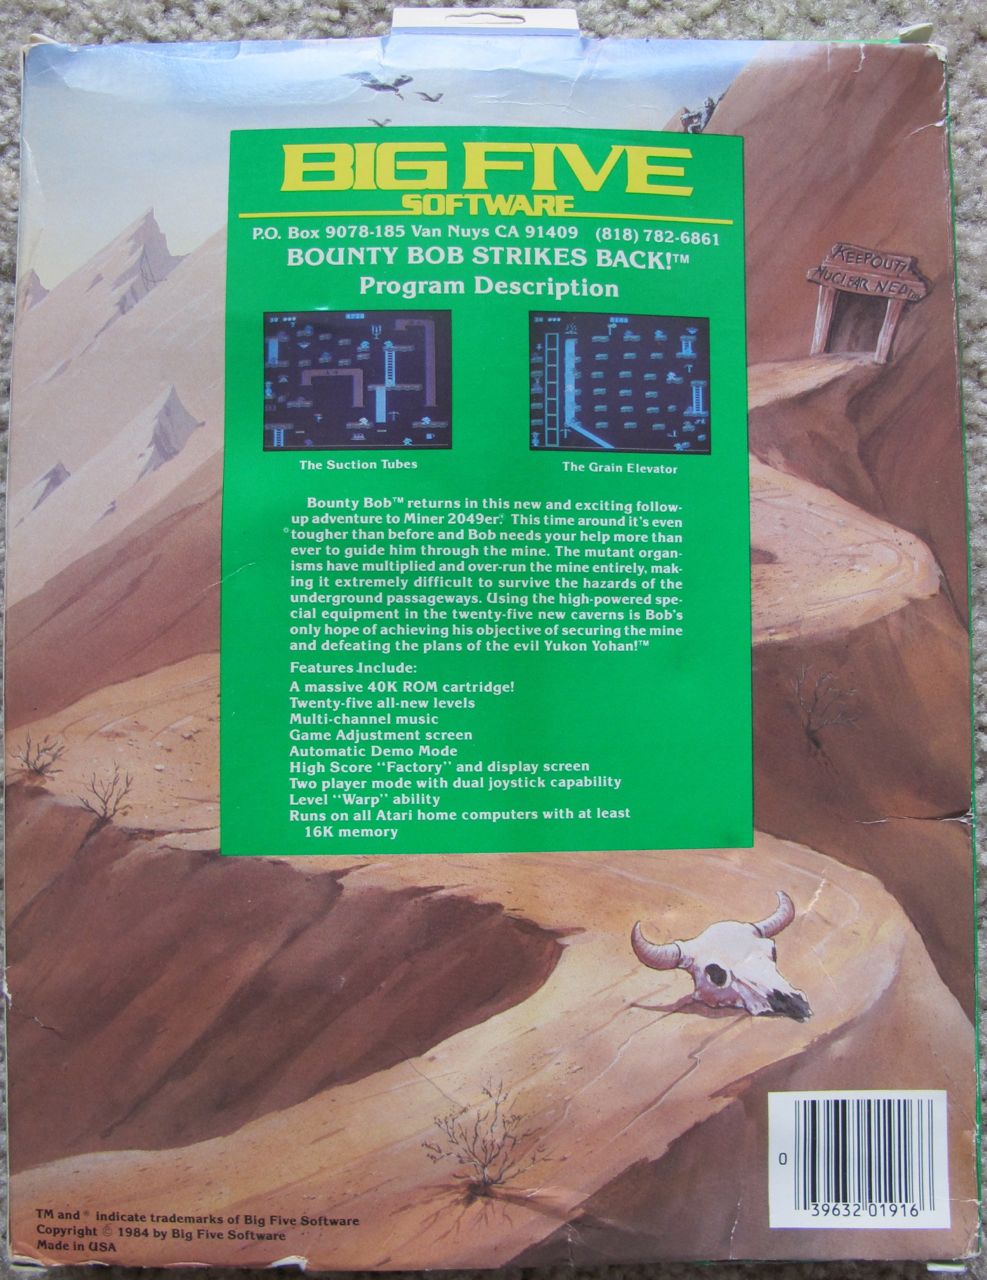 BIG FIVE
SOFTWARE
P.O. Box 9078-185 Van Nuys CA 91409 (818) 782-6861
BOUNTY BOB STRIKES BACK!™
Program Description
KEEP OUT!
NUCLEAR NED
The Suction Tubes
The Grain Elevator
Bounty Bob™ returns in this new and exciting follow-
up adventure to Miner 2049er.® This time around it's even
tougher than before and Bob needs your help more than
ever to guide him through the mine. The mutant organ-
isms have multiplied and over-run the mine entirely, mak-
ing it extremely difficult to survive the hazards of the
underground passageways. Using the high-powered spe-
cial equipment in the twenty-five new caverns is Bob's
only hope of achieving his objective of securing the mine
and defeating the plans of the evil Yukon Yohan!™
Features Include:
A massive 40K ROM cartridge!
Twenty-five all-new levels
Multi-channel music
Game Adjustment screen
Automatic Demo Mode
High Score "Factory" and display screen
Two player mode with dual joystick capability
Level "Warp" ability
Runs on all Atari home computers with at least
16K memory
0
39632 01916
TM and ® indicate trademarks of Big Five Software
Copyright © 1984 by Big Five Software
Made in USA